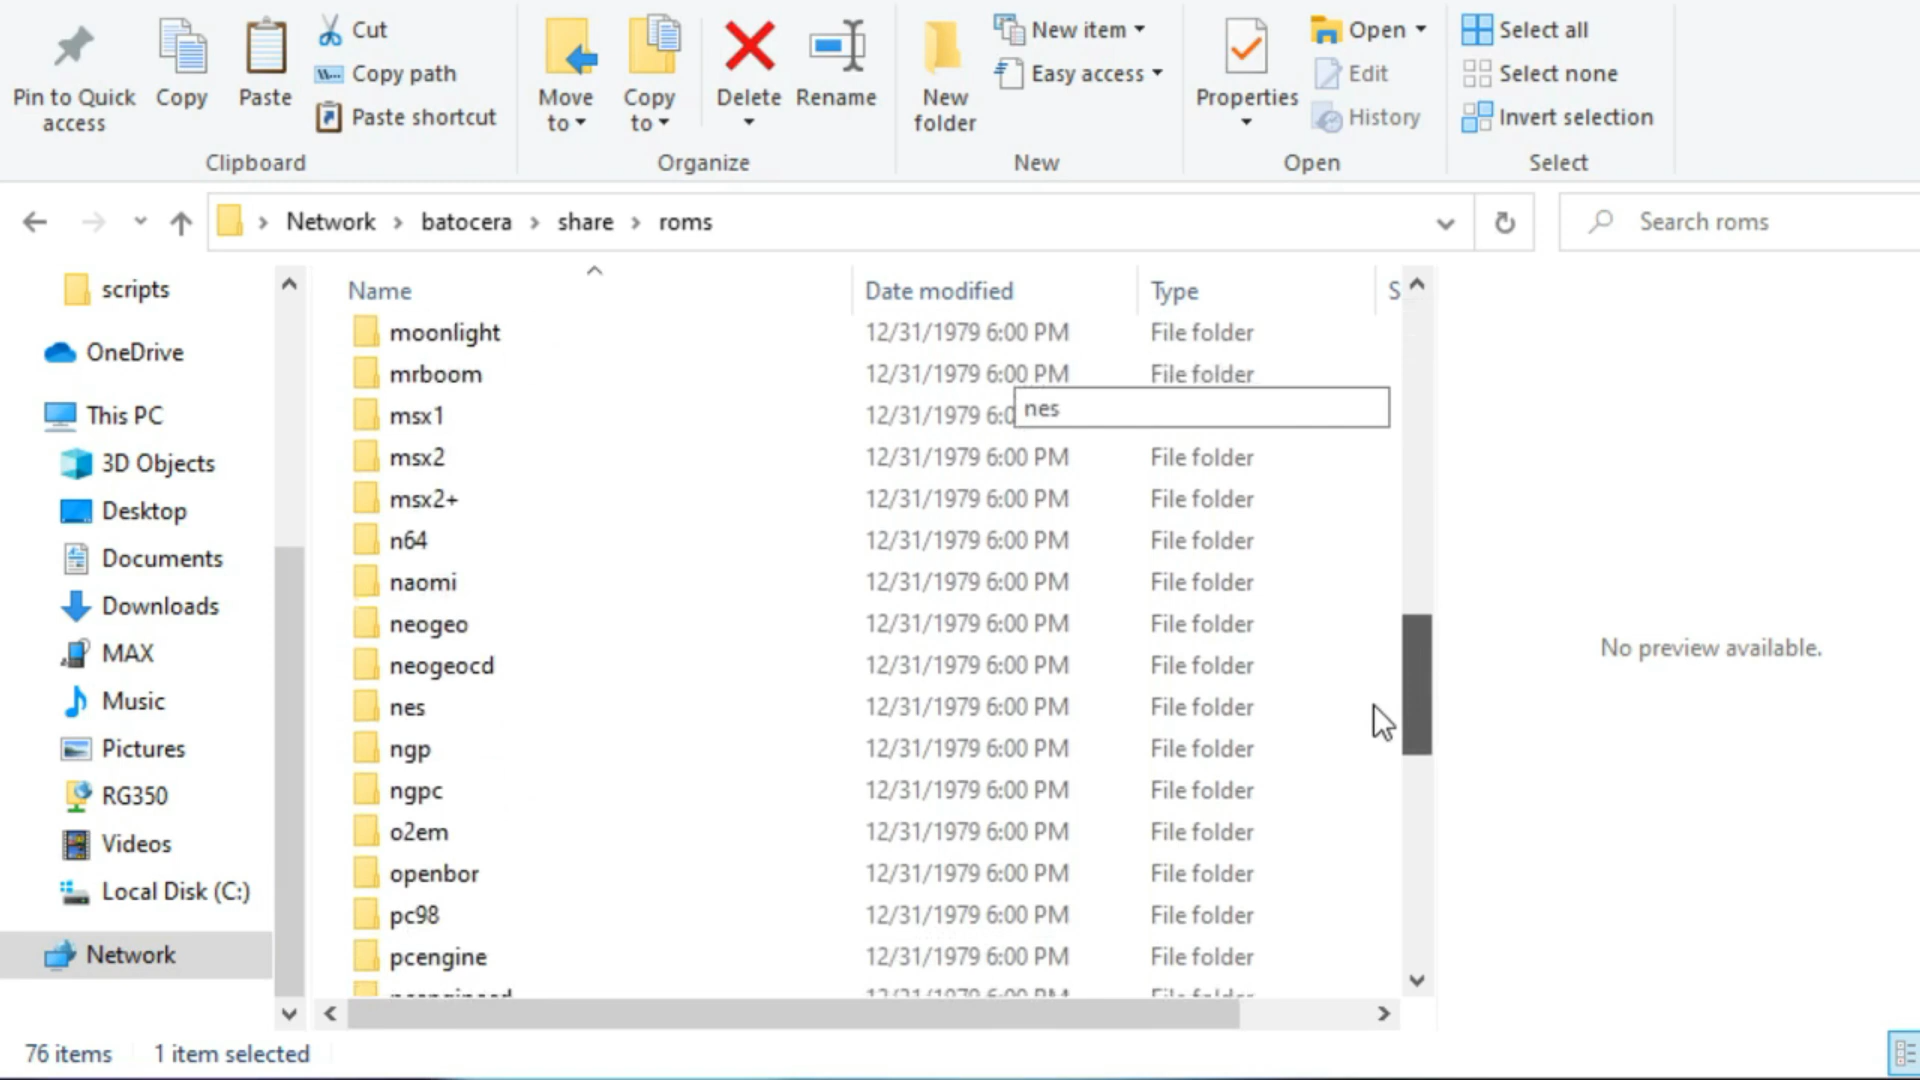 Pin to Quick access
Copy
Paste
Cut
Copy path
Paste shortcut
Clipboard
Move to
Copy to
Delete
Rename
Organize
New folder
New item
Easy access
New
Properties
Open
Edit
History
Open
Select all
Select none
Invert selection
Select
Network batocera share roms
Search roms
scripts
OneDrive
This PC
3D Objects
Desktop
Documents
Downloads
MAX
Music
Pictures
RG350
Videos
Local Disk (C:)
Network
Name Date modified Type S
moonlight 12/31/1979 6:00 PM File folder
mrboom 12/31/1979 6:00 PM File folder
msx1 12/31/1979 6:0
nes
msx2 12/31/1979 6:00 PM File folder
msx2+ 12/31/1979 6:00 PM File folder
n64 12/31/1979 6:00 PM File folder
naomi 12/31/1979 6:00 PM File folder
neogeo 12/31/1979 6:00 PM File folder
neogeocd 12/31/1979 6:00 PM File folder
nes 12/31/1979 6:00 PM File folder
ngp 12/31/1979 6:00 PM File folder
ngpc 12/31/1979 6:00 PM File folder
o2em 12/31/1979 6:00 PM File folder
openbor 12/31/1979 6:00 PM File folder
pc98 12/31/1979 6:00 PM File folder
pcengine 12/31/1979 6:00 PM File folder
No preview available.
76 items 1 item selected